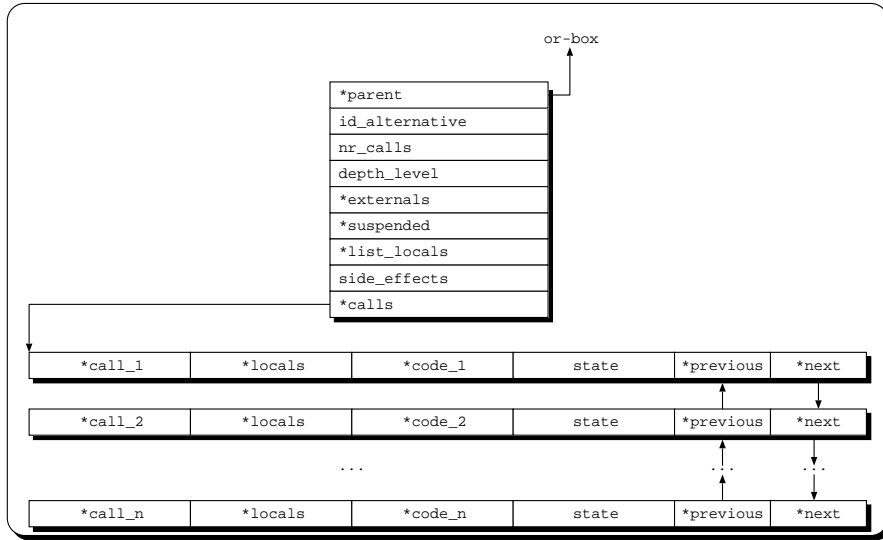 or-box
*parent
id_alternative
nr_calls
depth_level
*externals
*suspended
*list_locals
side_effects
*calls
*call_1 *locals *code_1 state *previous *next
*call_2 *locals *code_2 state *previous *next
... ... ...
*call_n *locals *code_n state *previous *next